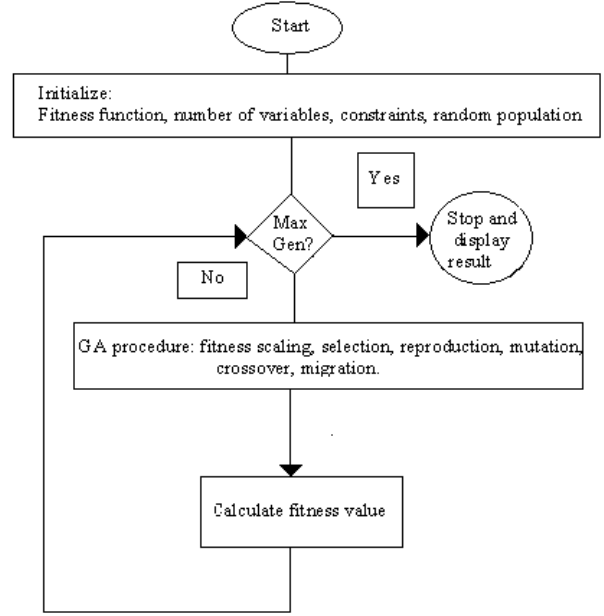 Start
Initialize:
Fitness function, number of variables, constraints, random population
Yes
Max
Gen?
Stop and
display
result
No
GA procedure: fitness scaling, selection, reproduction, mutation,
crossover, migration.
Calculate fitness value